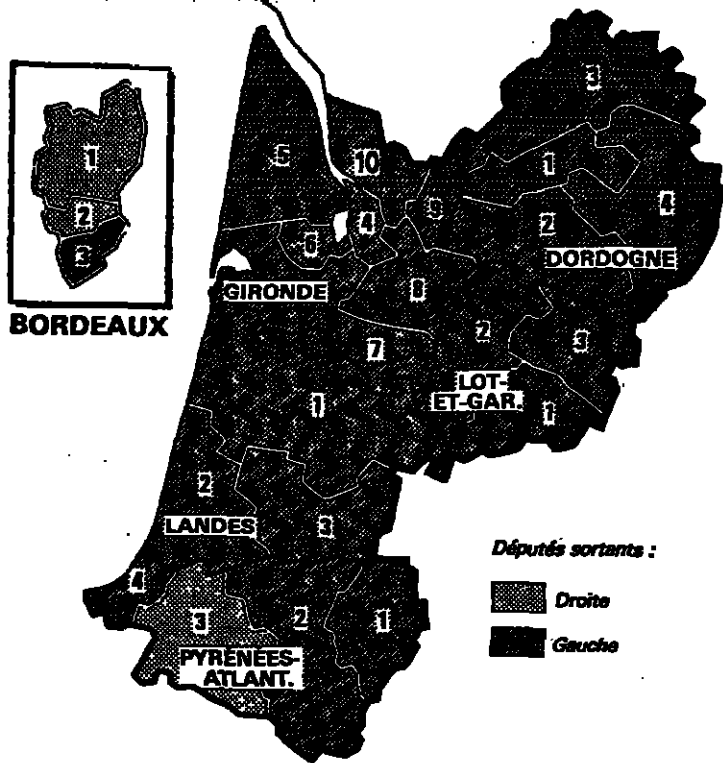 1
2
3
BORDEAUX
3
5
10
1
4
9
4
2
6
DORDOGNE
GIRONDE
8
2
3
7
LOT-
ET-GAR.
1
1
2
LANDES
3
4
3
2
1
PYRÉNÉES-
ATLANT.
Députés sortants :
Droite
Gauche